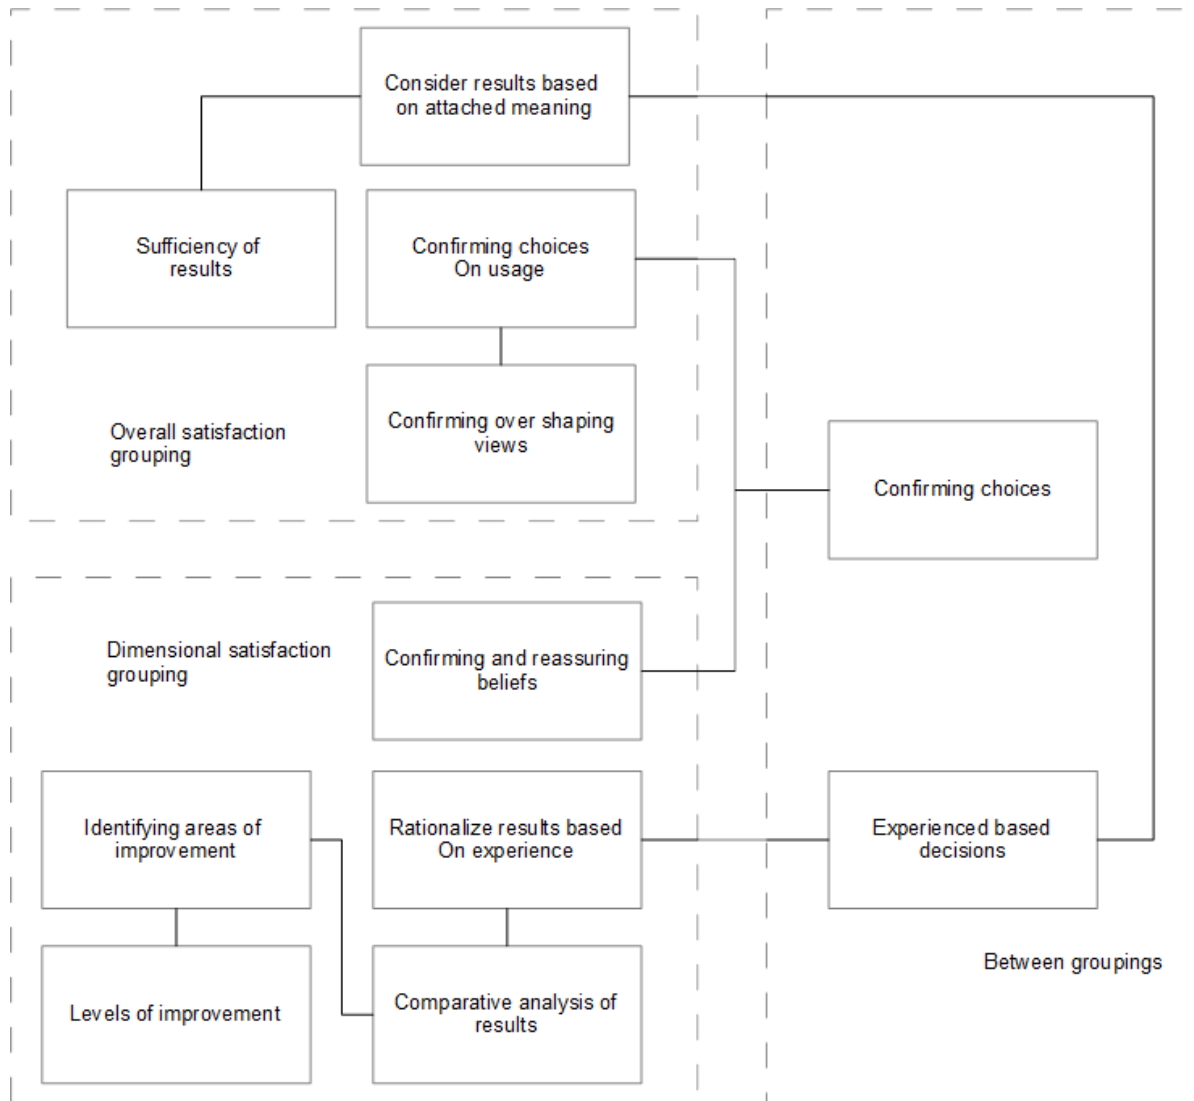 Consider results based
on attached meaning
Sufficiency of
results
Confirming choices
On usage
Confirming over shaping
views
Overall satisfaction
grouping
Confirming choices
Dimensional satisfaction
grouping
Confirming and reassuring
beliefs
Identifying areas of
improvement
Rationalize results based
On experience
Experienced based
decisions
Levels of improvement
Comparative analysis of
results
Between groupings